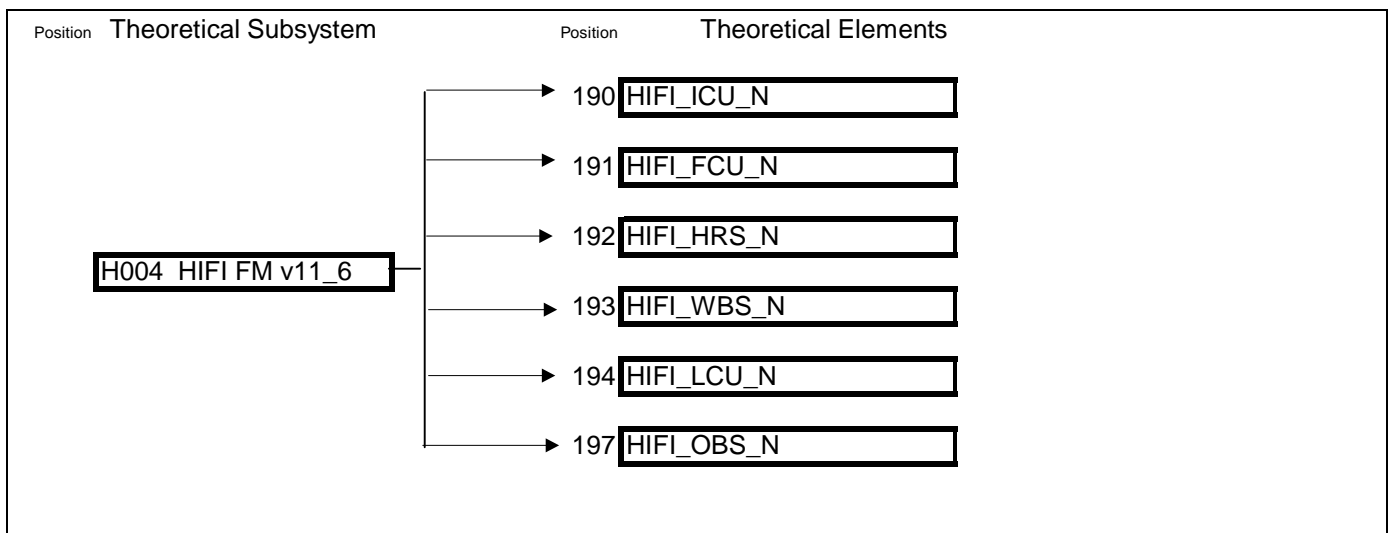 Position Theoretical Subsystem Position Theoretical Elements
190 HIFI_ICU_N
191 HIFI_FCU_N
192 HIFI_HRS_N
H004 HIFI FM v11_6
193 HIFI_WBS_N
194 HIFI_LCU_N
197 HIFI_OBS_N